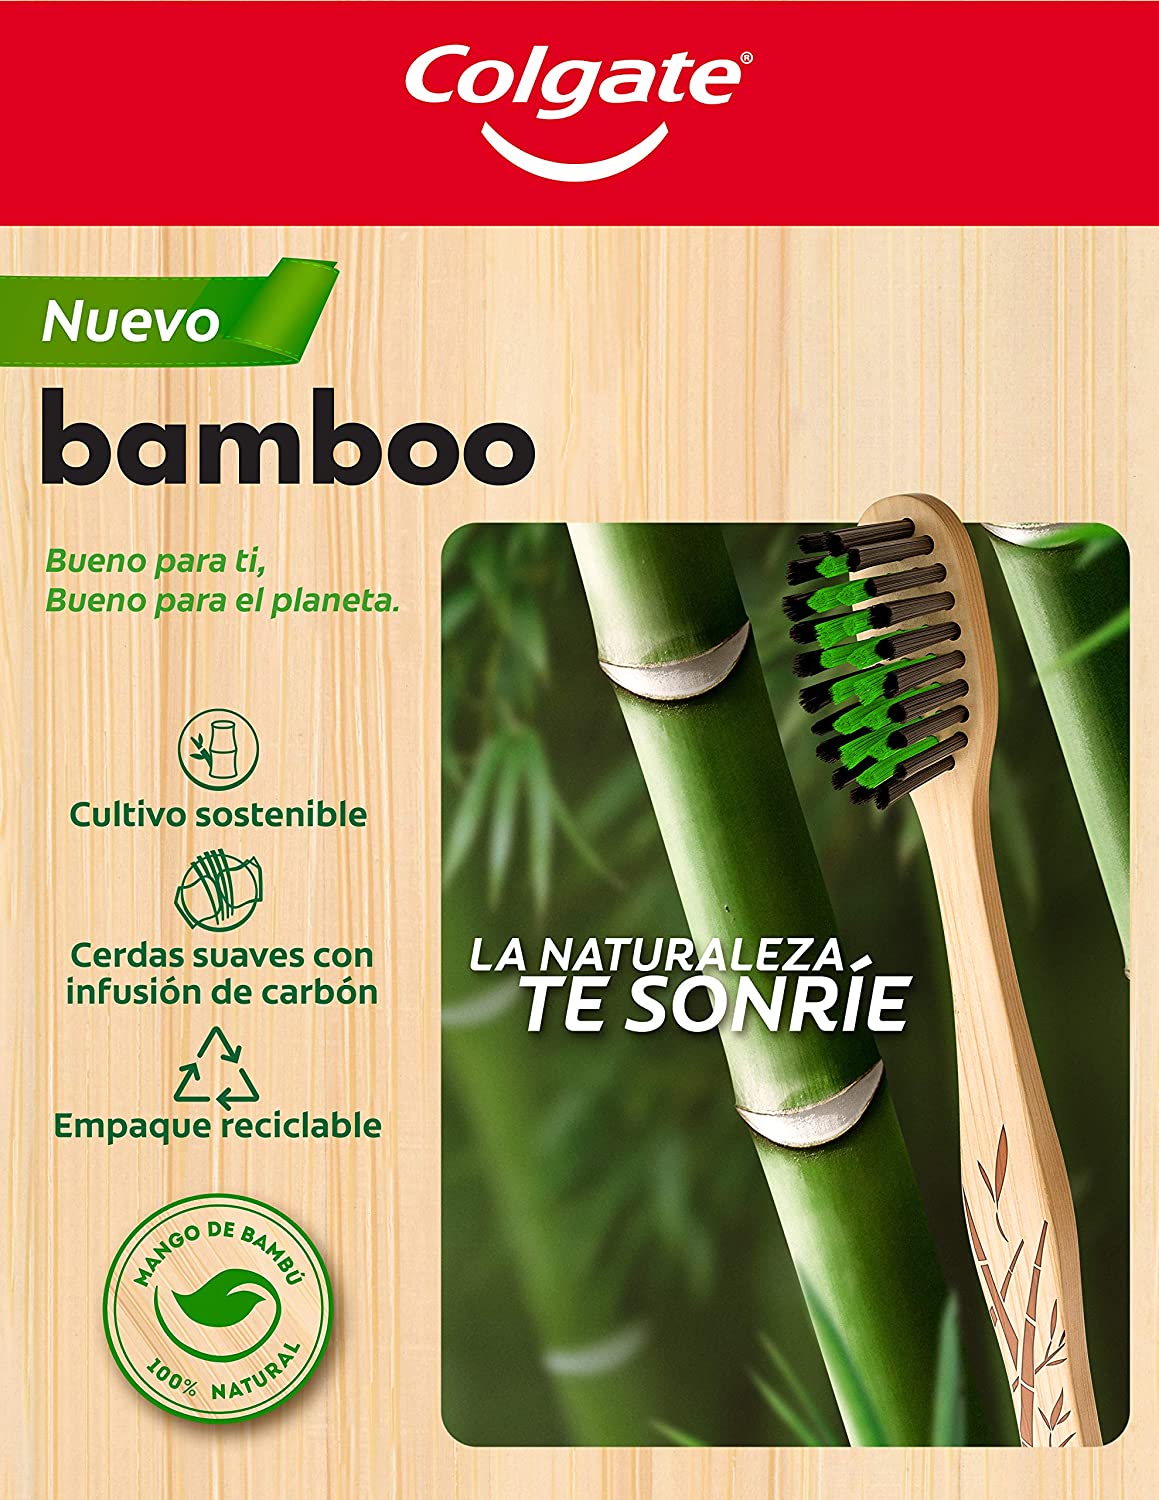 Colgate®
Nuevo
bamboo
Bueno para ti,
Bueno para el planeta.
Cultivo sostenible
Cerdas suaves con
infusión de carbón
Empaque reciclable
MANGO DE BAMBÚ
100% NATURAL
LA NATURALEZA
TE SONRÍE